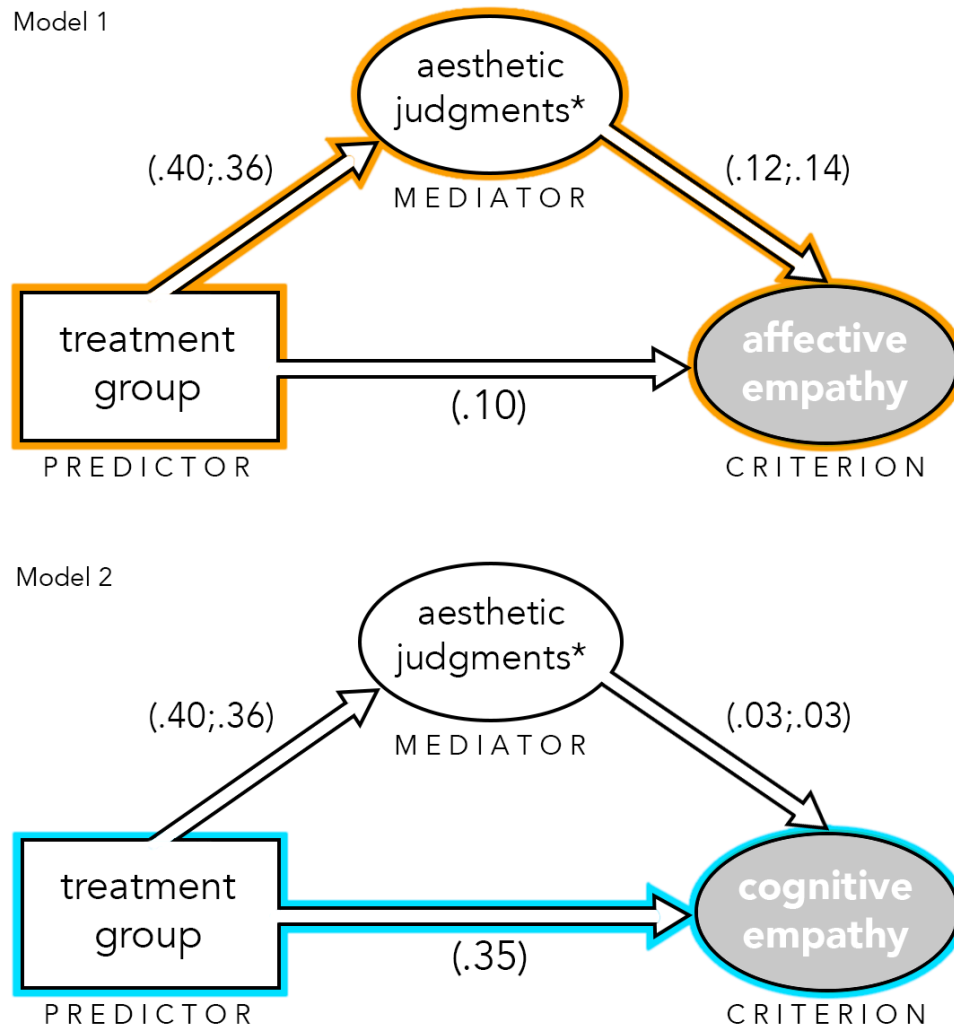 Model 1
aesthetic
judgments*
(.40;.36)
(.12;.14)
MEDIATOR
treatment
group
affective
empathy
(.10)
PREDICTOR
CRITERION
Model 2
aesthetic
judgments*
(.40;.36)
(.03;.03)
MEDIATOR
treatment
group
cognitive
empathy
(.35)
PREDICTOR
CRITERION